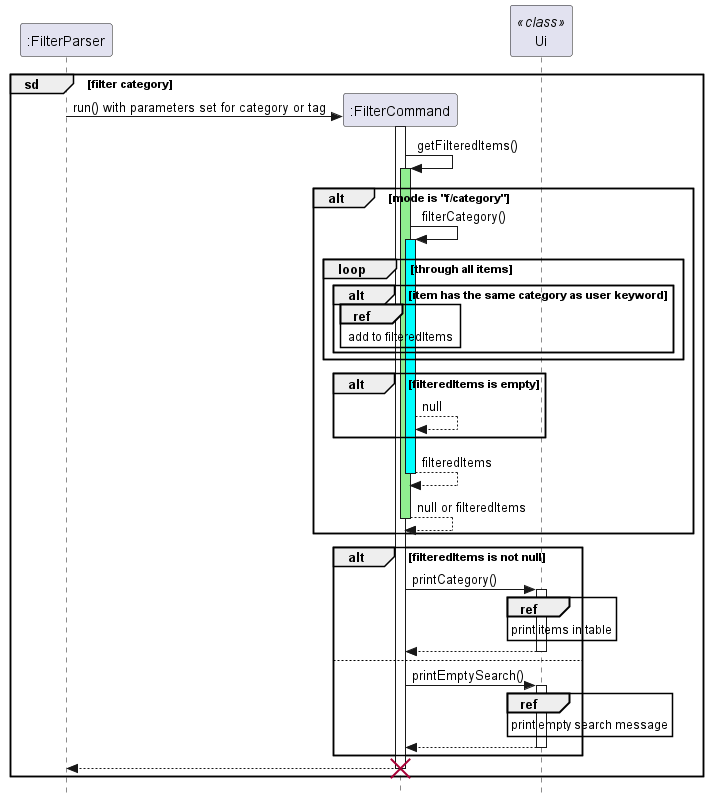 «class»
:FilterParser
Ui
sd [filter category]
run() with parameters set for category or tag
:FilterCommand
getFilteredItems()
alt [mode is "f/category"]
filterCategory()
loop [through all items]
alt [item has the same category as user keyword]
ref
add to filteredItems
alt [filteredItems is empty]
null
filteredItems
null or filteredItems
alt [filteredItems is not null]
printCategory()
ref
print items in table
printEmptySearch()
ref
print empty search message